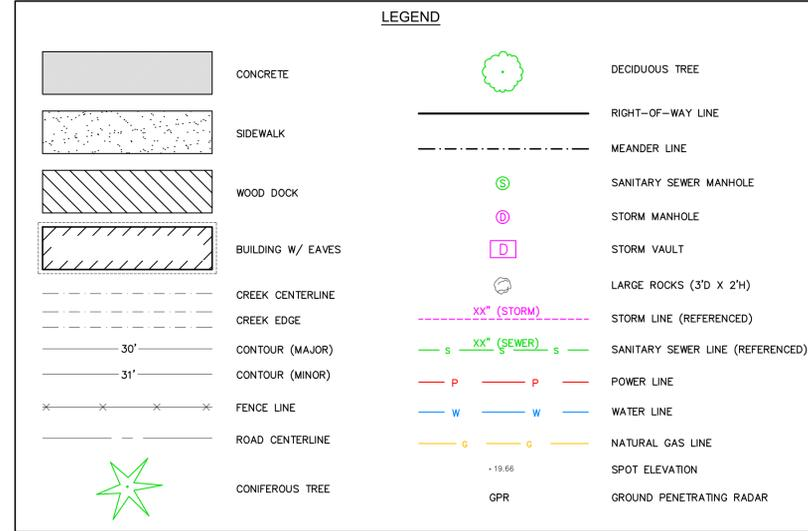 LEGEND
CONCRETE
SIDEWALK
WOOD DOCK
BUILDING W/ EAVES
CREEK CENTERLINE
CREEK EDGE
30' CONTOUR (MAJOR)
31' CONTOUR (MINOR)
FENCE LINE
ROAD CENTERLINE
CONIFEROUS TREE
DECIDUOUS TREE
RIGHT-OF-WAY LINE
MEANDER LINE
S SANITARY SEWER MANHOLE
D STORM MANHOLE
D STORM VAULT
LARGE ROCKS (3'D X 2'H)
XX" (STORM)
STORM LINE (REFERENCED)
XX" (SEWER)
S S S SANITARY SEWER LINE (REFERENCED)
P P POWER LINE
W W WATER LINE
G G NATURAL GAS LINE
19.66 SPOT ELEVATION
GPR GROUND PENETRATING RADAR